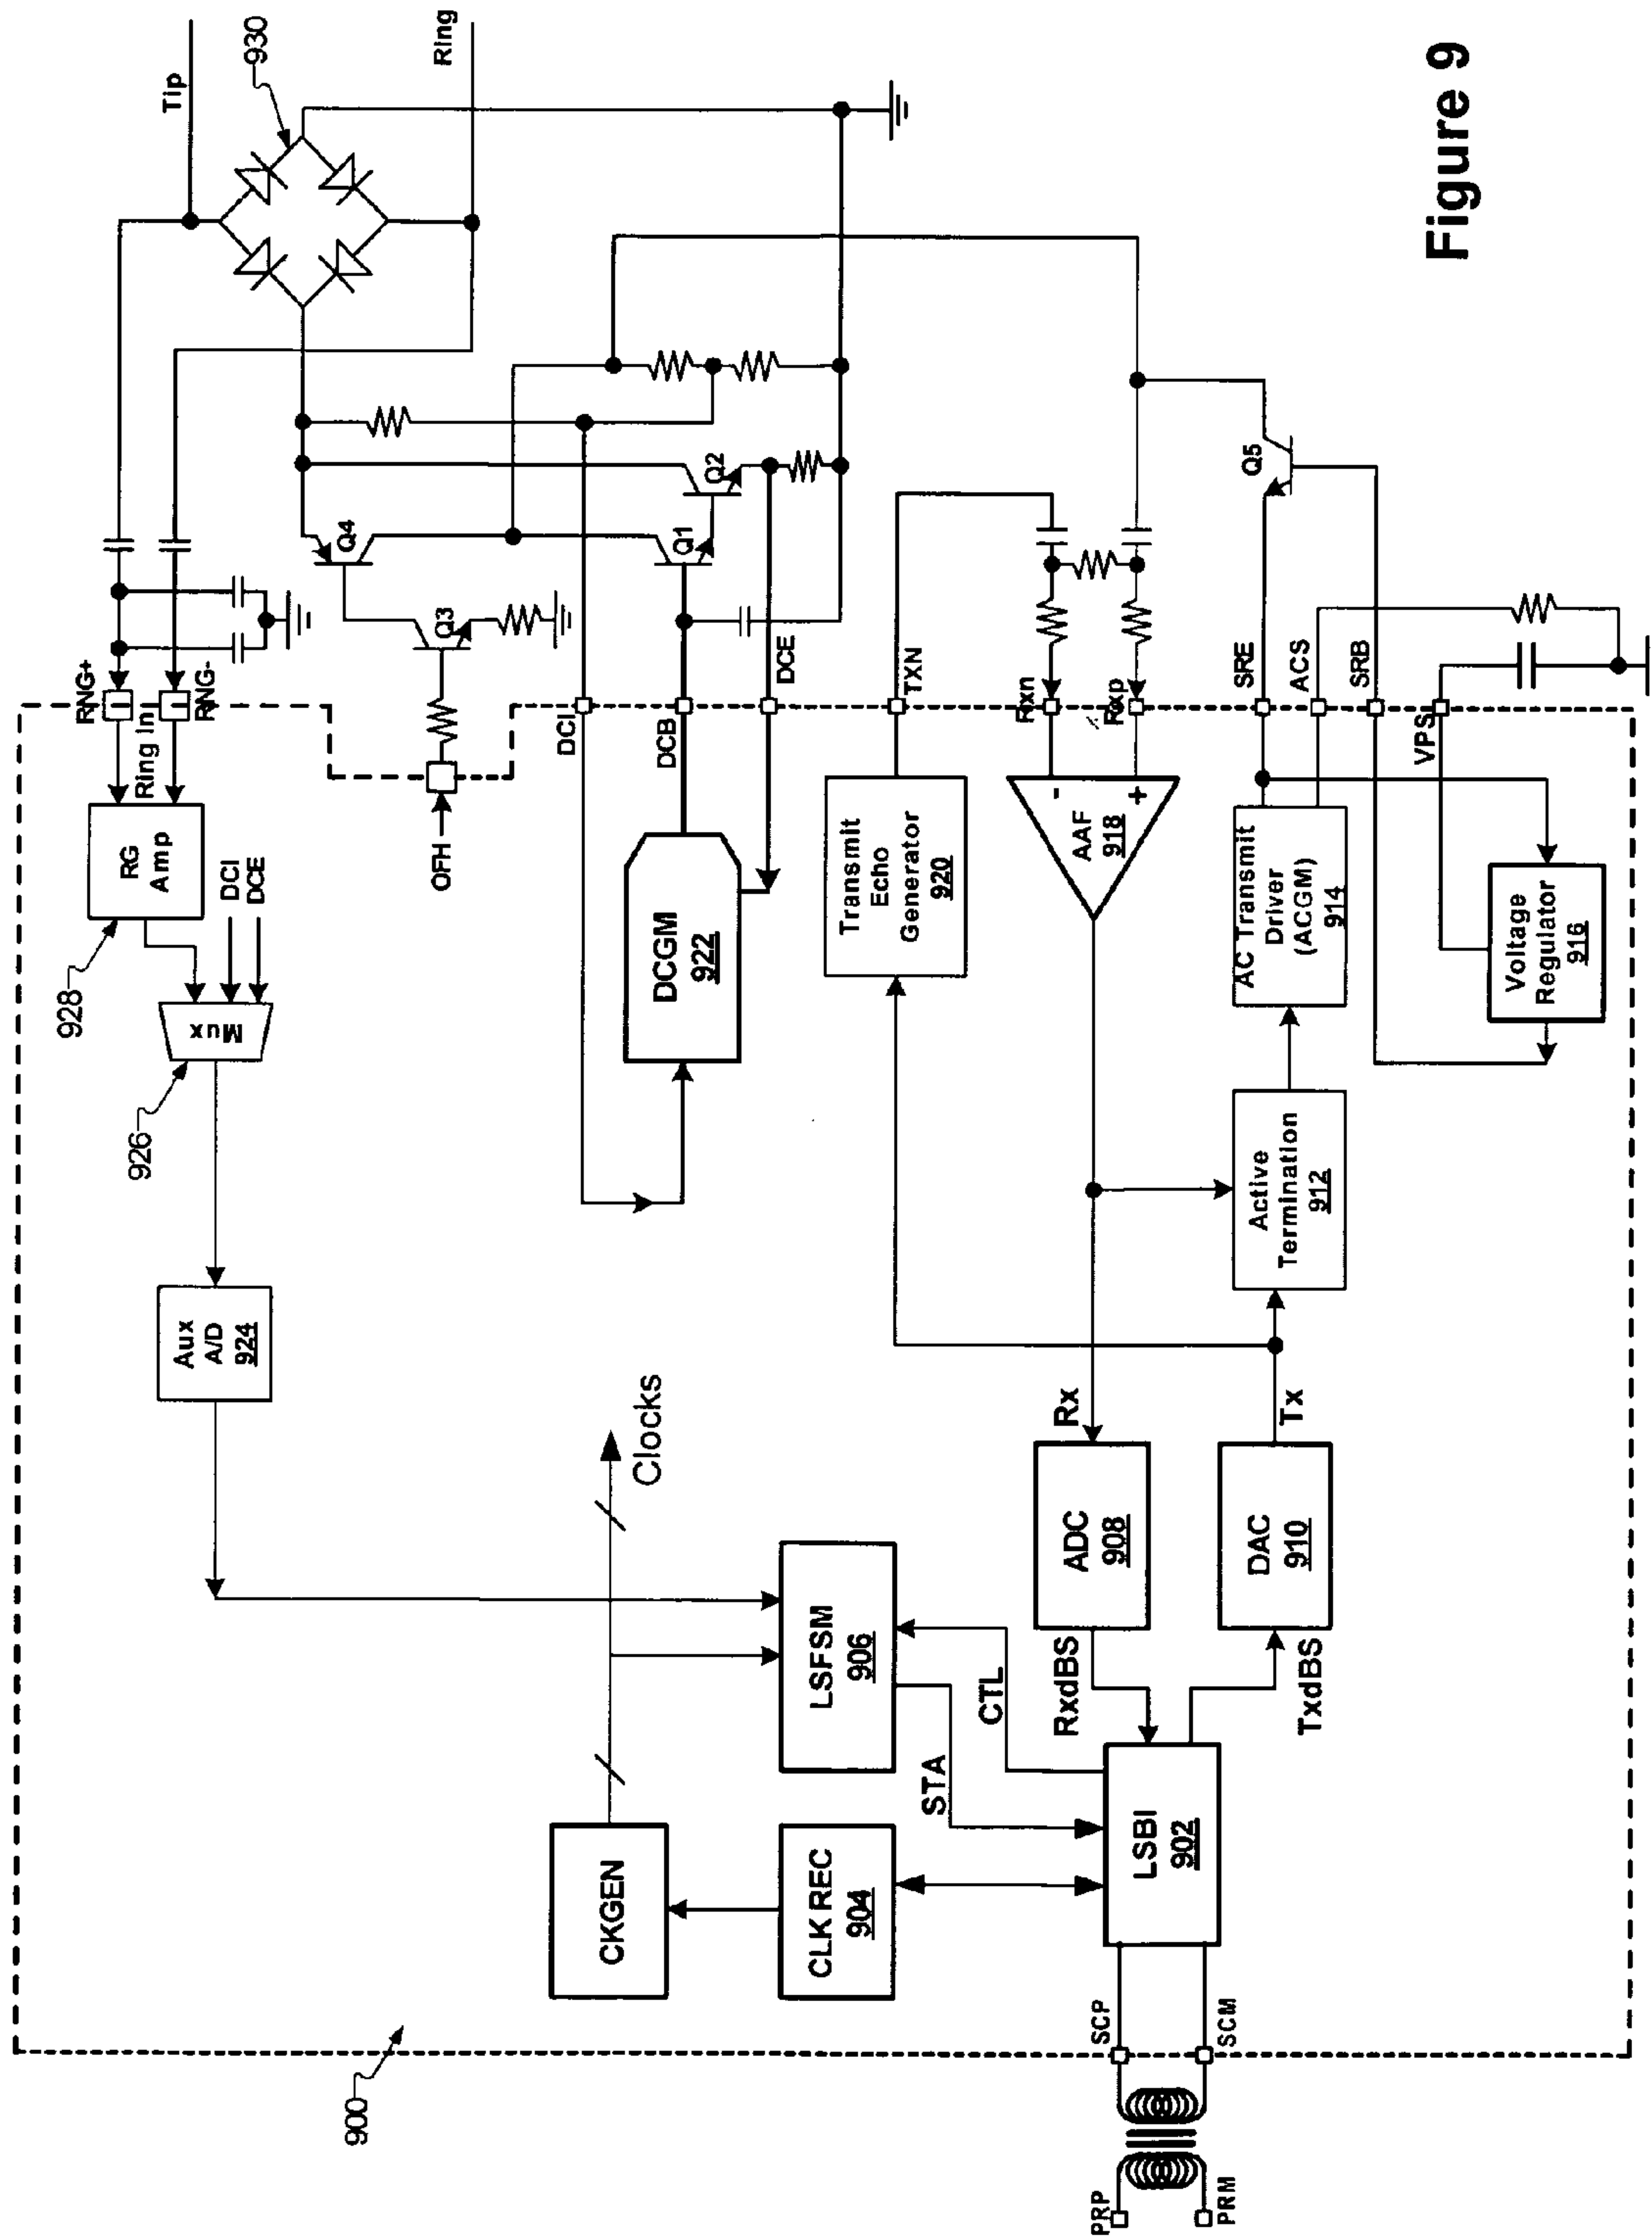 Tip
930
Ring
RNG+
Ring In
RNG-
RG
Amp
928
DCI
DCE
Mux
926
Aux
A/D
924
OFH
Q3
Q4
Q1
Q2
DCI
DCB
DCE
DCGM
922
Clocks
CKGEN
CLK REC
904
LSFSM
906
STA
CTL
TXN
Transmit
Echo
Generator
920
Rxn
Rxp
-
+
AAF
918
Rx
ADC
908
RxdBS
Tx
DAC
910
TxdBS
LSBI
902
SCP
SCM
PRP
PRM
Active
Termination
912
AC Transmit
Driver
(ACGM)
914
Voltage
Regulator
916
SRE
ACS
SRB
VPS
Q5
900
Figure 9